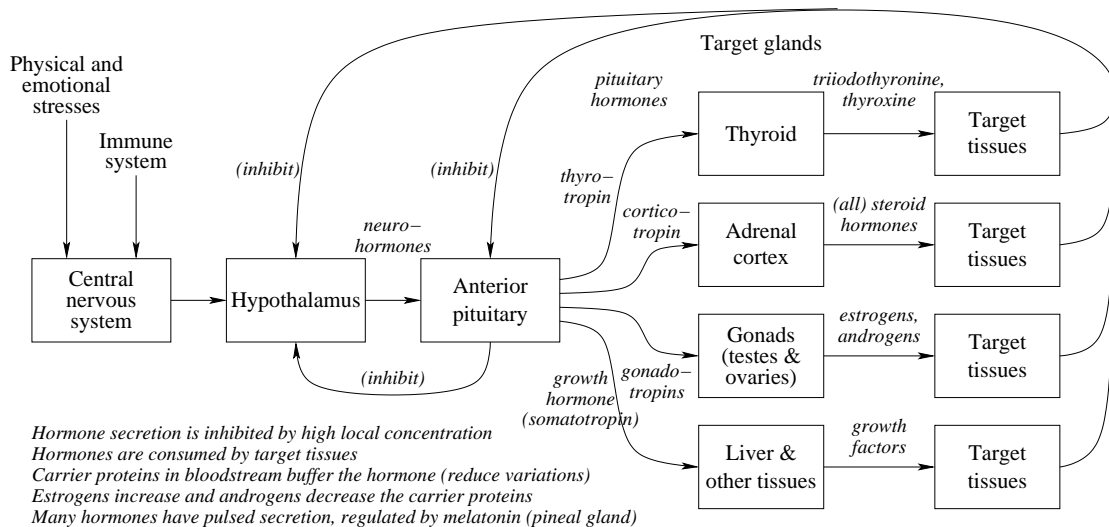 Target glands
Physical and
emotional
stresses
Immune
system
(inhibit)
(inhibit)
pituitary
hormones
triiodothyronine,
thyroxine
Thyroid
Target
tissues
thyro−
tropin
cortico−
tropin
(all) steroid
hormones
neuro−
hormones
Adrenal
cortex
Target
tissues
Central
nervous
system
Hypothalamus
Anterior
pituitary
estrogens,
androgens
Gonads
(testes &
ovaries)
Target
tissues
(inhibit)
growth
hormone
(somatotropin)
gonado−
tropins
growth
factors
Liver &
other tissues
Target
tissues
Hormone secretion is inhibited by high local concentration
Hormones are consumed by target tissues
Carrier proteins in bloodstream buffer the hormone (reduce variations)
Estrogens increase and androgens decrease the carrier proteins
Many hormones have pulsed secretion, regulated by melatonin (pineal gland)